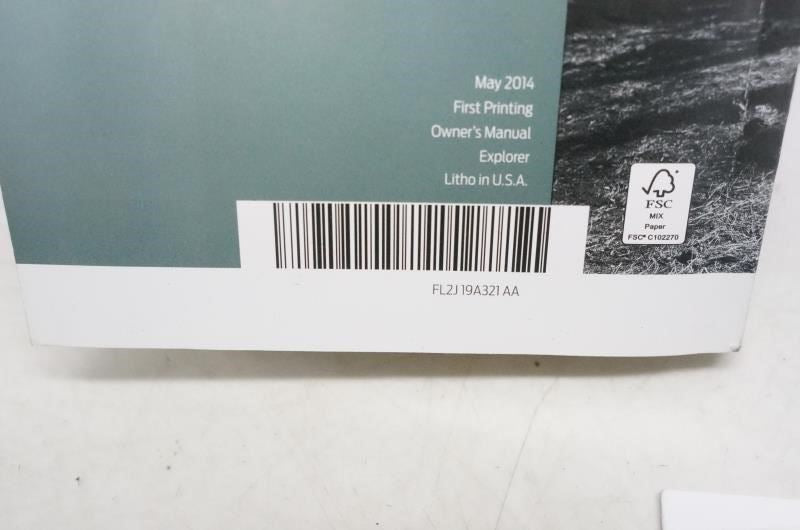 May 2014
First Printing
Owner's Manual
Explorer
Litho in U.S.A.
FSC
MIX
Paper
FSC® C102270
FL2J 19A321 AA